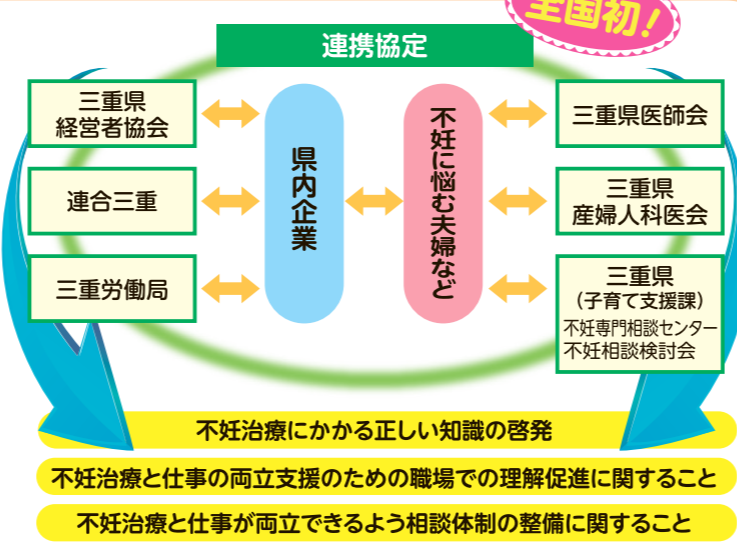 全国初!
連携協定
三重県
経営者協会
連合三重
三重労働局
県内企業
不妊に悩む夫婦など
三重県医師会
三重県
産婦人科医会
三重県
(子育て支援課)
不妊専門相談センター
不妊相談検討会
不妊治療にかかる正しい知識の啓発
不妊治療と仕事の両立支援のための職場での理解促進に関すること
不妊治療と仕事が両立できるよう相談体制の整備に関すること